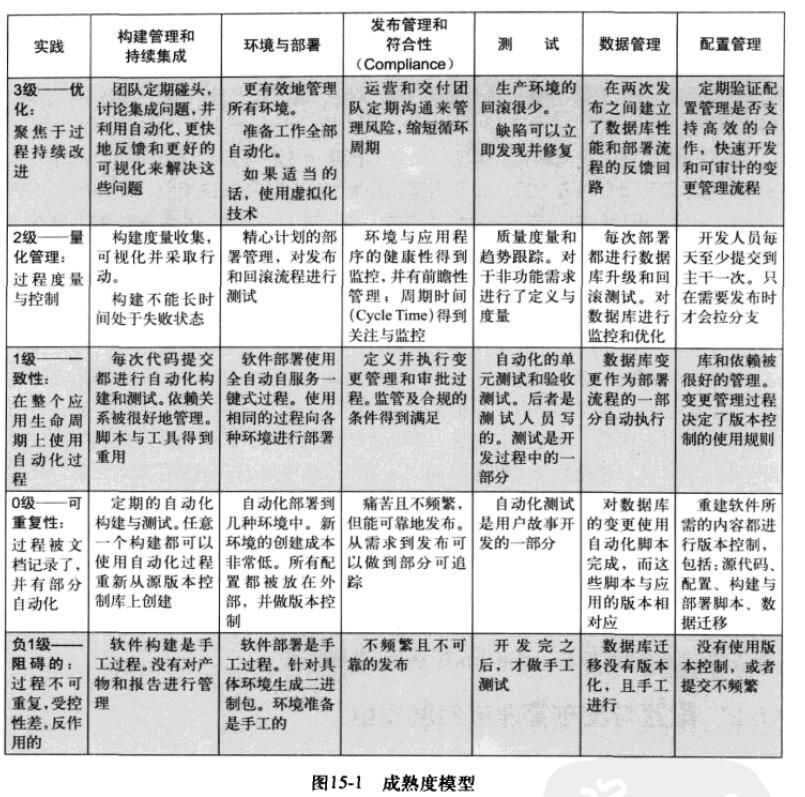 实践
构建管理和
持续集成
环境与部署
发布管理和
符合性
（Compliance）
测 试
数据管理
配置管理
3级——优
化：
聚焦于过
程持续改
进
团队定期碰头，
讨论集成问题，并
利用自动化、更快
地反馈和更好的
可视化来解决这
些问题
更有效地管理
所有环境。
准备工作全部
自动化。
如果适当的
话，使用虚拟化
技术
运营和交付团
队定期沟通来管
理风险，缩短循环
周期
生产环境的
回滚很少。
缺陷可以立
即发现并修复
在两次发
布之间建立
了数据库性
能和部署流
程的反馈回
路
定期验证配
置管理是否支
持高效的合
作，快速开发
和可审计的变
更管理流程
2级——量
化管理：
过程度量
与控制
构建度量收集，
可视化并采取行
动。
构建不能长时
间处于失败状态
精心计划的部
署管理，对发布
和回滚流程进行
测试
环境与应用程
序的健康性得到
监控，并有前瞻性
管理；周期时间
（Cycle Time）得到
关注与监控
质量度量和
趋势跟踪。对
于非功能需求
进行了定义与
度量
每次部署
都进行数据
库升级和回
滚测试。对
数据库进行
监控和优化
开发人员每
天至少提交到
主干一次。只
在需要发布时
才会拉分支
1级——一
致性：
在整个应
用生命周
期上使用
自动化过
程
每次代码提交
都进行自动化构
建和测试。依赖关
系被很好地管理。
脚本与工具得到
重用
软件部署使用
全自动自服务一
键式过程。使用
相同的过程向各
种环境进行部署
定义并执行变
更管理和审批过
程。监管及合规的
条件得到满足
自动化的单
元测试和验收
测试。后者是
测试人员写
的。测试是开
发过程中的一
部分
数据库变
更作为部署
流程的一部
分自动执行
库和依赖被
很好的管理。
变更管理过程
决定了版本控
制的使用规则
0级——可
重复性：
过程被文
档记录了，
并有部分
自动化
定期的自动化
构建与测试。任意
一个构建都可以
使用自动化过程
重新从源版本控
制库上创建
自动化部署到
几种环境中。新
环境的创建成本
非常低。所有配
置都被放在外
部，并做版本控
制
痛苦且不频繁，
但能可靠地发布。
从需求到发布可
以做到部分可追
踪
自动化测试
是用户故事开
发的一部分
对数据库
的变更使用
自动化脚本
完成，而这
些脚本与应
用的版本相
对应
重建软件所
需的内容都进
行版本控制，
包括：源代码、
配置、构建与
部署脚本、数
据迁移
负1级——
阻碍的：
过程不可
重复，受控
性差，反作
用的
软件构建是手
工过程。没有对产
物和报告进行管
理
软件部署是手
工过程。针对具
体环境生成二进
制包。环境准备
是手工的
不频繁且不可
靠的发布
开发完之
后，才做手工
测试
数据库迁
移没有版本
化，且手工
进行
没有使用版
本控制，或者
提交不频繁
图15-1 成熟度模型